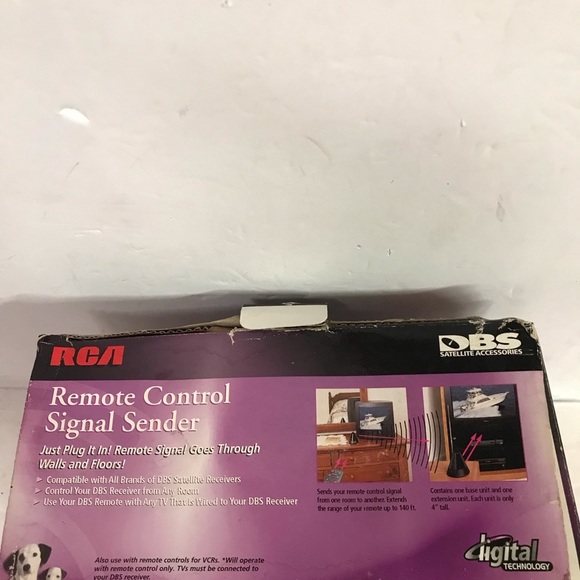 RCA
DBS
SATELLITE ACCESSORIES
Remote Control
Signal Sender
Just Plug It In! Remote Signal Goes Through
Walls and Floors!
Compatible with All Brands of DBS Satellite Receivers
Control Your DBS Receiver from Any Room
Use Your DBS Remote with Any TV That is Wired to Your DBS Receiver
Sends your remote control signal
from one room to another. Extends
the range of your remote up to 140 ft.
Contains one base unit and one
extension unit. Each unit is only
4" tall.
Also use with remote controls for VCRs. *Will operate
with remote control only. TVs must be connected to
your DBS receiver.
digital
TECHNOLOGY